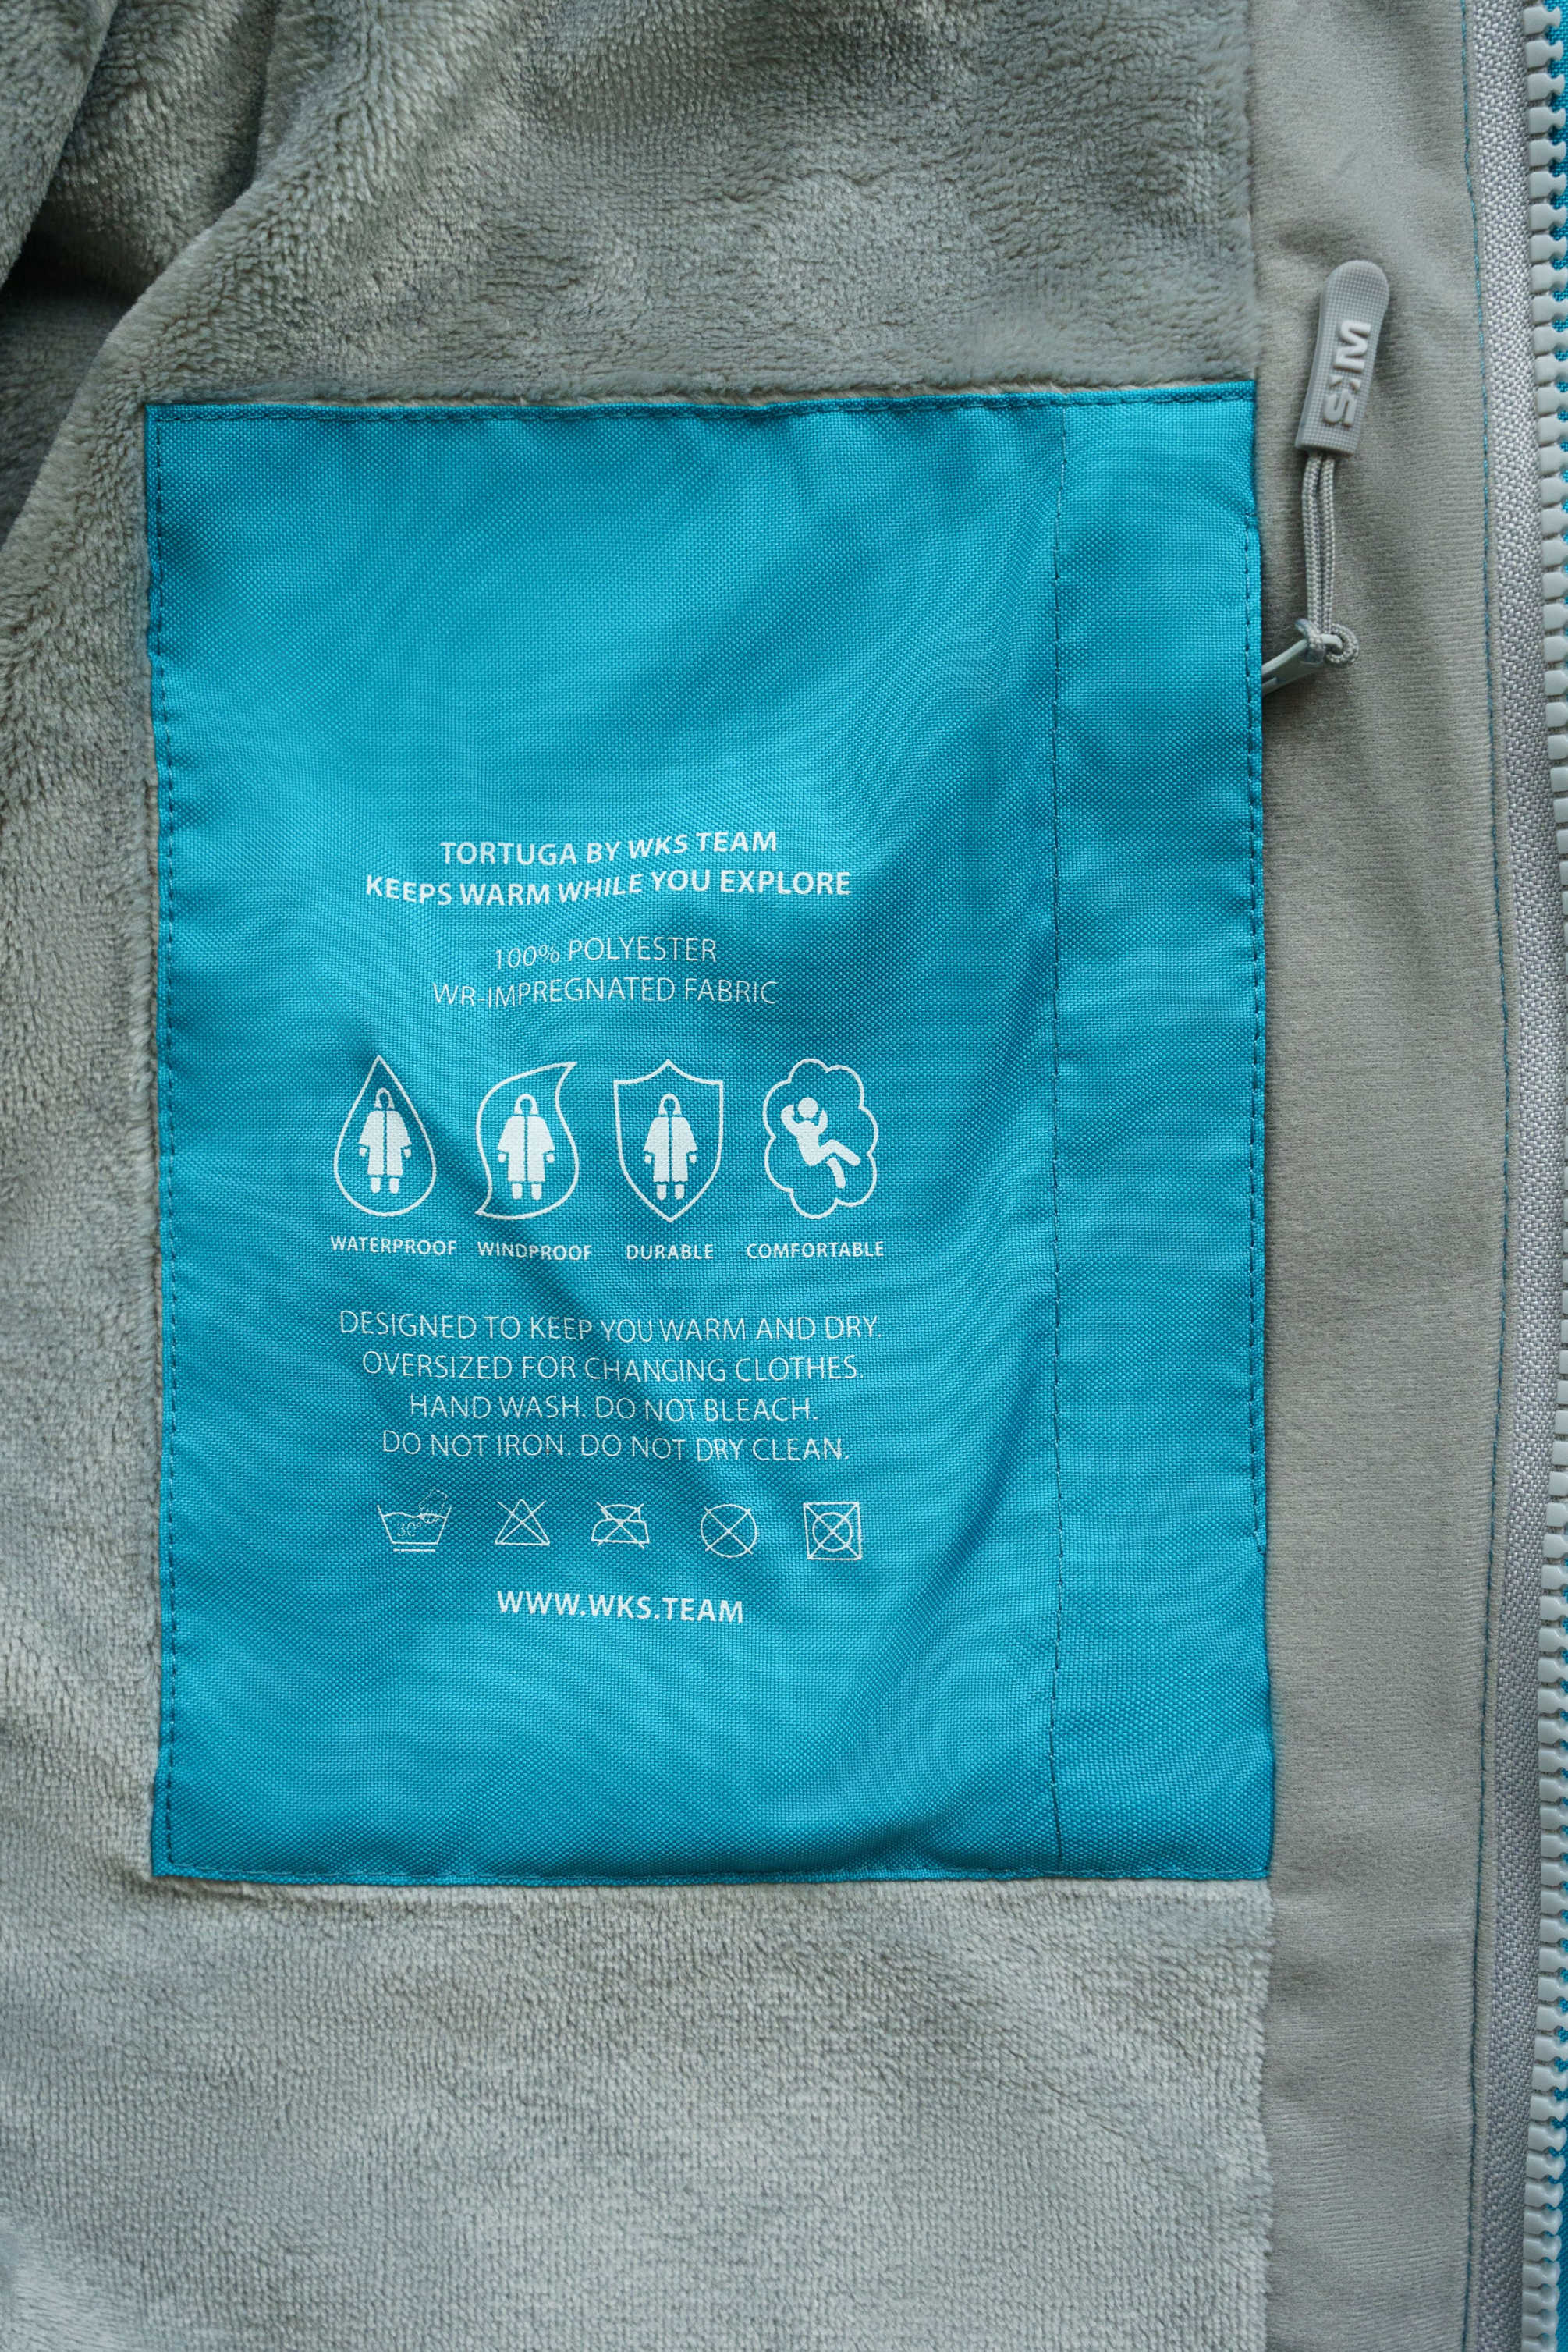 WKS
TORTUGA BY WKS TEAM
KEEPS WARM WHILE YOU EXPLORE
100% POLYESTER
WR-IMPREGNATED FABRIC
WATERPROOF WINDPROOF DURABLE COMFORTABLE
DESIGNED TO KEEP YOU WARM AND DRY.
OVERSIZED FOR CHANGING CLOTHES.
HAND WASH. DO NOT BLEACH.
DO NOT IRON. DO NOT DRY CLEAN.
30°
WWW.WKS.TEAM